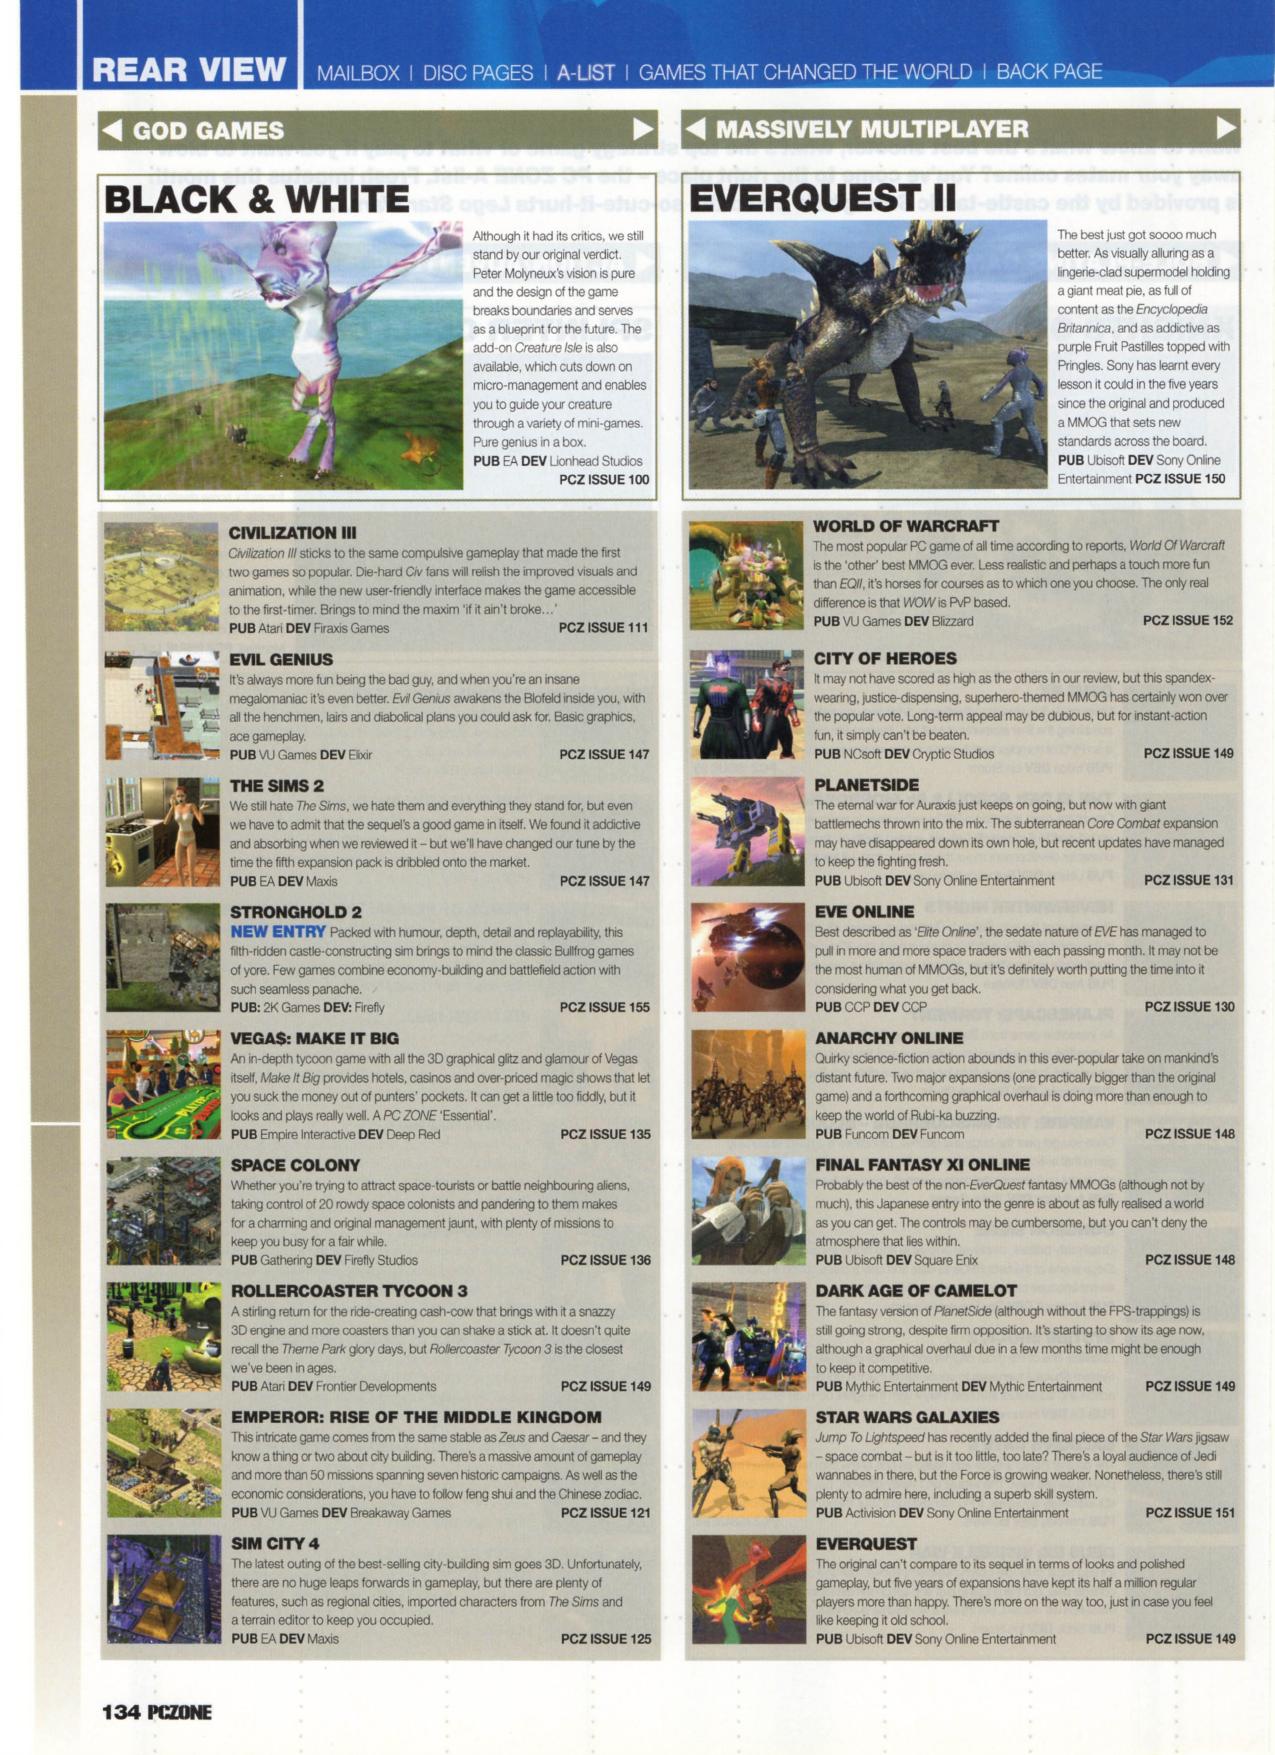 REAR VIEW
MAILBOX | DISC PAGES | A-LIST | GAMES THAT CHANGED THE WORLD | BACK PAGE
GOD GAMES
BLACK & WHITE
Although it had its critics, we still
stand by our original verdict.
Peter Molyneux's vision is pure
and the design of the game
breaks boundaries and serves
as a blueprint for the future. The
add-on Creature Isle is also
available, which cuts down on
micro-management and enables
you to guide your creature
through a variety of mini-games.
Pure genius in a box.
PUB EA DEV Lionhead Studios
PCZ ISSUE 100
CIVILIZATION III
Civilization III sticks to the same compulsive gameplay that made the first
two games so popular. Die-hard Civ fans will relish the improved visuals and
animation, while the new user-friendly interface makes the game accessible
to the first-timer. Brings to mind the maxim 'if it ain't broke...'
PUB Atari DEV Firaxis Games PCZ ISSUE 111
EVIL GENIUS
It's always more fun being the bad guy, and when you're an insane
megalomaniac it's even better. Evil Genius awakens the Blofeld inside you, with
all the henchmen, lairs and diabolical plans you could ask for. Basic graphics,
ace gameplay.
PUB VU Games DEV Elixir PCZ ISSUE 147
THE SIMS 2
We still hate The Sims, we hate them and everything they stand for, but even
we have to admit that the sequel's a good game in itself. We found it addictive
and absorbing when we reviewed it – but we'll have changed our tune by the
time the fifth expansion pack is dribbled onto the market.
PUB EA DEV Maxis PCZ ISSUE 147
STRONGHOLD 2
NEW ENTRY Packed with humour, depth, detail and replayability, this
filth-ridden castle-constructing sim brings to mind the classic Bullfrog games
of yore. Few games combine economy-building and battlefield action with
such seamless panache.
PUB: 2K Games DEV: Firefly PCZ ISSUE 155
VEGA$: MAKE IT BIG
An in-depth tycoon game with all the 3D graphical glitz and glamour of Vegas
itself, Make It Big provides hotels, casinos and over-priced magic shows that let
you suck the money out of punters' pockets. It can get a little too fiddly, but it
looks and plays really well. A PC ZONE 'Essential'.
PUB Empire Interactive DEV Deep Red PCZ ISSUE 135
SPACE COLONY
Whether you're trying to attract space-tourists or battle neighbouring aliens,
taking control of 20 rowdy space colonists and pandering to them makes
for a charming and original management jaunt, with plenty of missions to
keep you busy for a fair while.
PUB Gathering DEV Firefly Studios PCZ ISSUE 136
ROLLERCOASTER TYCOON 3
A stirling return for the ride-creating cash-cow that brings with it a snazzy
3D engine and more coasters than you can shake a stick at. It doesn't quite
recall the Theme Park glory days, but Rollercoaster Tycoon 3 is the closest
we've been in ages.
PUB Atari DEV Frontier Developments PCZ ISSUE 149
EMPEROR: RISE OF THE MIDDLE KINGDOM
This intricate game comes from the same stable as Zeus and Caesar – and they
know a thing or two about city building. There's a massive amount of gameplay
and more than 50 missions spanning seven historic campaigns. As well as the
economic considerations, you have to follow feng shui and the Chinese zodiac.
PUB VU Games DEV Breakaway Games PCZ ISSUE 121
SIM CITY 4
The latest outing of the best-selling city-building sim goes 3D. Unfortunately,
there are no huge leaps forwards in gameplay, but there are plenty of
features, such as regional cities, imported characters from The Sims and
a terrain editor to keep you occupied.
PUB EA DEV Maxis PCZ ISSUE 125
MASSIVELY MULTIPLAYER
EVERQUEST II
The best just got soooo much
better. As visually alluring as a
lingerie-clad supermodel holding
a giant meat pie, as full of
content as the Encyclopedia
Britannica, and as addictive as
purple Fruit Pastilles topped with
Pringles. Sony has learnt every
lesson it could in the five years
since the original and produced
a MMOG that sets new
standards across the board.
PUB Ubisoft DEV Sony Online
Entertainment PCZ ISSUE 150
WORLD OF WARCRAFT
The most popular PC game of all time according to reports, World Of Warcraft
is the 'other' best MMOG ever. Less realistic and perhaps a touch more fun
than EQII, it's horses for courses as to which one you choose. The only real
difference is that WOW is PvP based.
PUB VU Games DEV Blizzard PCZ ISSUE 152
CITY OF HEROES
It may not have scored as high as the others in our review, but this spandex-
wearing, justice-dispensing, superhero-themed MMOG has certainly won over
the popular vote. Long-term appeal may be dubious, but for instant-action
fun, it simply can't be beaten.
PUB NCsoft DEV Cryptic Studios PCZ ISSUE 149
PLANETSIDE
The eternal war for Auraxis just keeps on going, but now with giant
battlemechs thrown into the mix. The subterranean Core Combat expansion
may have disappeared down its own hole, but recent updates have managed
to keep the fighting fresh.
PUB Ubisoft DEV Sony Online Entertainment PCZ ISSUE 131
EVE ONLINE
Best described as 'Elite Online', the sedate nature of EVE has managed to
pull in more and more space traders with each passing month. It may not be
the most human of MMOGs, but it's definitely worth putting the time into it
considering what you get back.
PUB CCP DEV CCP PCZ ISSUE 130
ANARCHY ONLINE
Quirky science-fiction action abounds in this ever-popular take on mankind's
distant future. Two major expansions (one practically bigger than the original
game) and a forthcoming graphical overhaul is doing more than enough to
keep the world of Rubi-ka buzzing.
PUB Funcom DEV Funcom PCZ ISSUE 148
FINAL FANTASY XI ONLINE
Probably the best of the non-EverQuest fantasy MMOGs (although not by
much), this Japanese entry into the genre is about as fully realised a world
as you can get. The controls may be cumbersome, but you can't deny the
atmosphere that lies within.
PUB Ubisoft DEV Square Enix PCZ ISSUE 148
DARK AGE OF CAMELOT
The fantasy version of PlanetSide (although without the FPS-trappings) is
still going strong, despite firm opposition. It's starting to show its age now,
although a graphical overhaul due in a few months time might be enough
to keep it competitive.
PUB Mythic Entertainment DEV Mythic Entertainment PCZ ISSUE 149
STAR WARS GALAXIES
Jump To Lightspeed has recently added the final piece of the Star Wars jigsaw
– space combat – but is it too little, too late? There's a loyal audience of Jedi
wannabes in there, but the Force is growing weaker. Nonetheless, there's still
plenty to admire here, including a superb skill system.
PUB Activision DEV Sony Online Entertainment PCZ ISSUE 151
EVERQUEST
The original can't compare to its sequel in terms of looks and polished
gameplay, but five years of expansions have kept its half a million regular
players more than happy. There's more on the way too, just in case you feel
like keeping it old school.
PUB Ubisoft DEV Sony Online Entertainment PCZ ISSUE 149
134 PCZONE